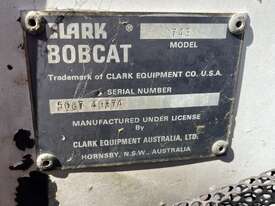 CLARK ®
743
BOBCAT
MODEL
Trademark of CLARK EQUIPMENT CO. U.S.A.
SERIAL NUMBER
MANUFACTURED UNDER LICENSE
By
CLARK EQUIPMENT AUSTRALIA, LTD.
HORNSBY, N.S.W., AUSTRALIA